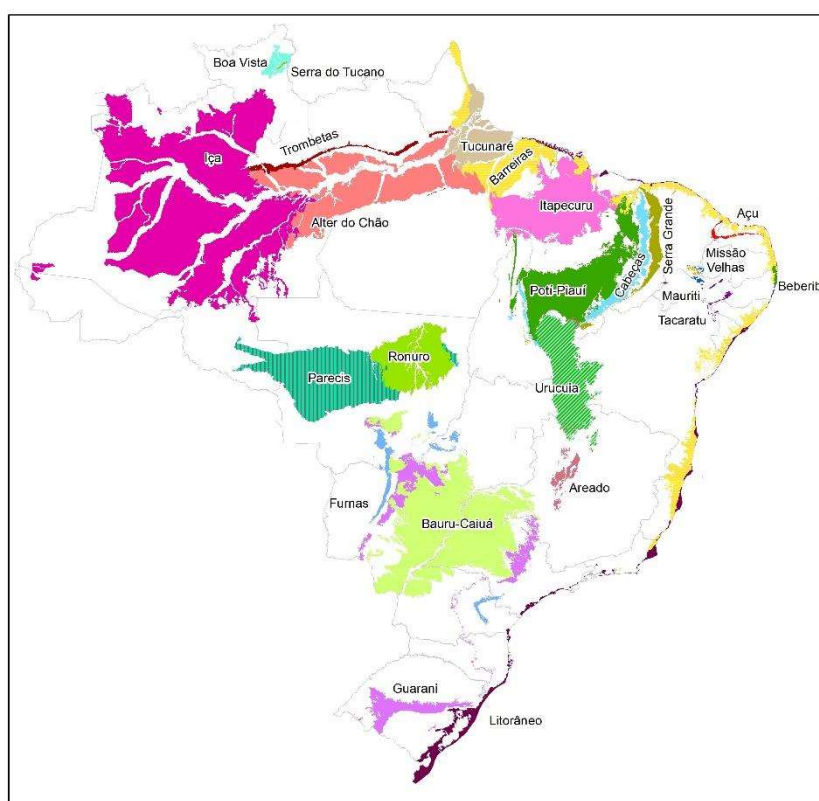 Boa Vista
Serra do Tucano
Trombetas
Tucunaré
Içá
Barreiras
Itapecuru
Alter do Chão
Serra Grande
Açu
Missão
Velhas
Cabeças
Poti-Piauí
Mauriti
Beberib
Tacaratu
Ronuro
Parecis
Urucuia
Areado
Furnas
Bauru-Caiuá
Guarani
Litorâneo